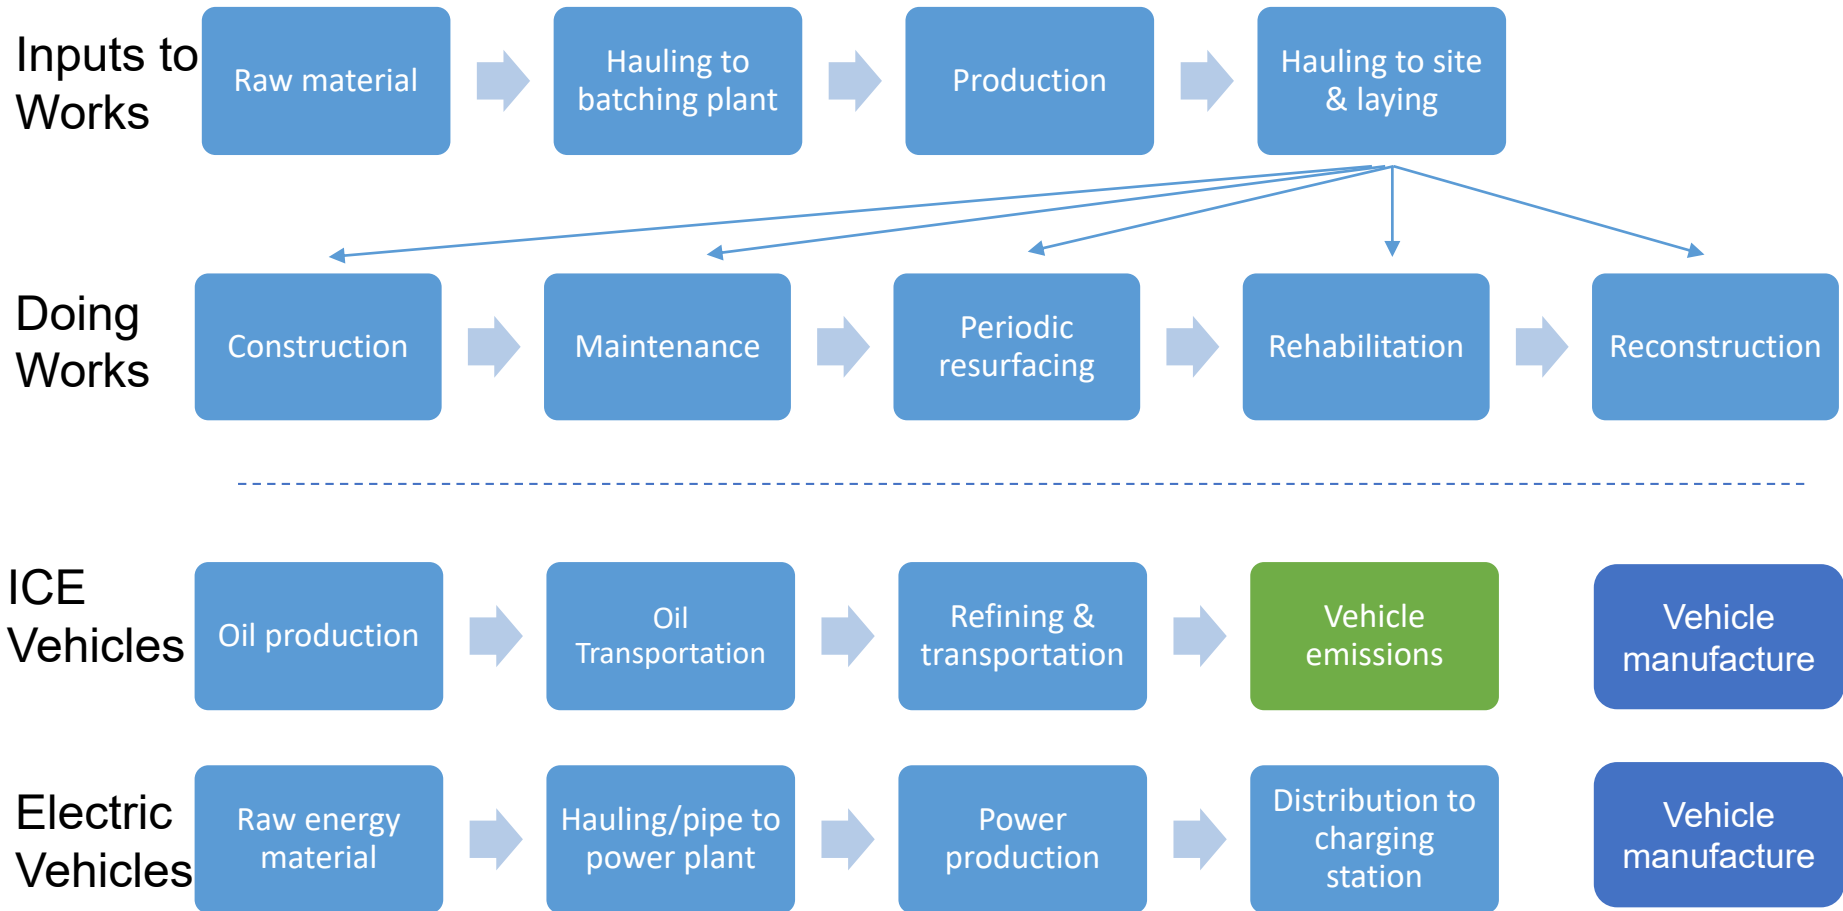 Inputs to
Works
Raw material
Hauling to
batching plant
Production
Hauling to site
& laying
Doing
Works
Construction
Maintenance
Periodic
resurfacing
Rehabilitation
Reconstruction
ICE
Vehicles
Oil production
Oil
Transportation
Refining &
transportation
Vehicle
emissions
Vehicle
manufacture
Electric
Vehicles
Raw energy
material
Hauling/pipe to
power plant
Power
production
Distribution to
charging
station
Vehicle
manufacture